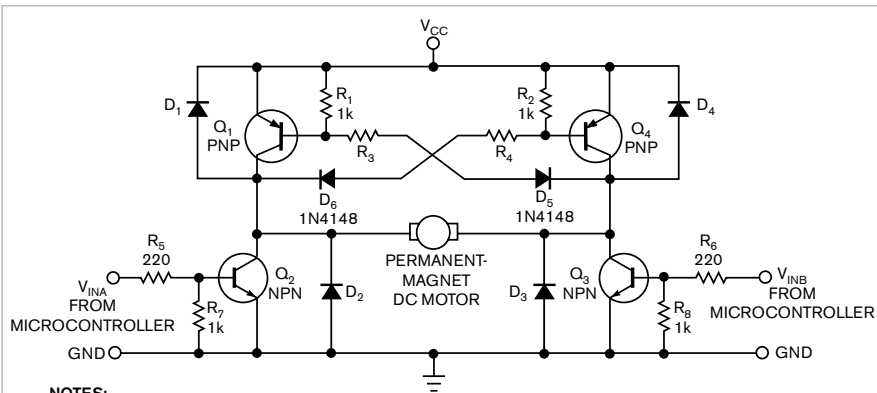 V_CC
D_1
Q_1
PNP
R_1
1k
R_3
R_2
1k
R_4
Q_4
PNP
D_4
D_6
1N4148
D_5
1N4148
R_5
220
V_INA
FROM
MICROCONTROLLER
R_7
1k
Q_2
NPN
D_2
PERMANENT-
MAGNET
DC MOTOR
D_3
Q_3
NPN
R_6
220
V_INB
FROM
MICROCONTROLLER
R_8
1k
GND
GND
NOTES: